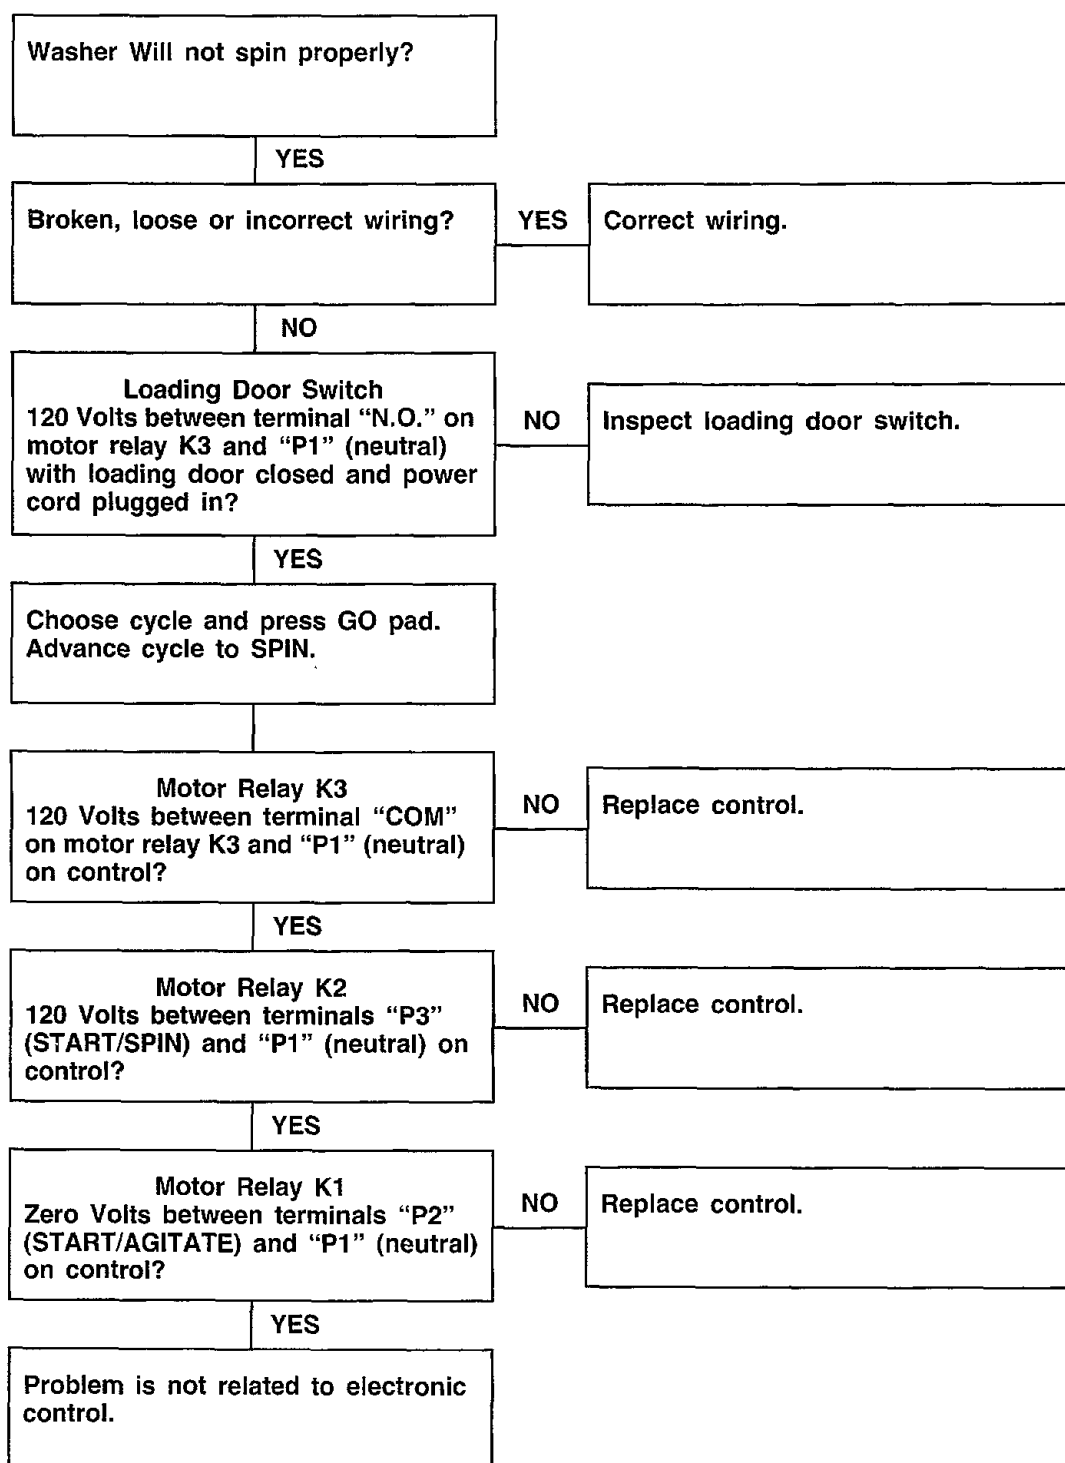 Washer Will not spin properly?
YES
Broken, loose or incorrect wiring?
YES
Correct wiring.
NO
Loading Door Switch
120 Volts between terminal “N.O.” on
motor relay K3 and “P1” (neutral)
with loading door closed and power
cord plugged in?
NO
Inspect loading door switch.
YES
Choose cycle and press GO pad.
Advance cycle to SPIN.
Motor Relay K3
120 Volts between terminal “COM”
on motor relay K3 and “P1” (neutral)
on control?
NO
Replace control.
YES
Motor Relay K2
120 Volts between terminals “P3”
(START/SPIN) and “P1” (neutral) on
control?
NO
Replace control.
YES
Motor Relay K1
Zero Volts between terminals “P2”
(START/AGITATE) and “P1” (neutral)
on control?
NO
Replace control.
YES
Problem is not related to electronic
control.